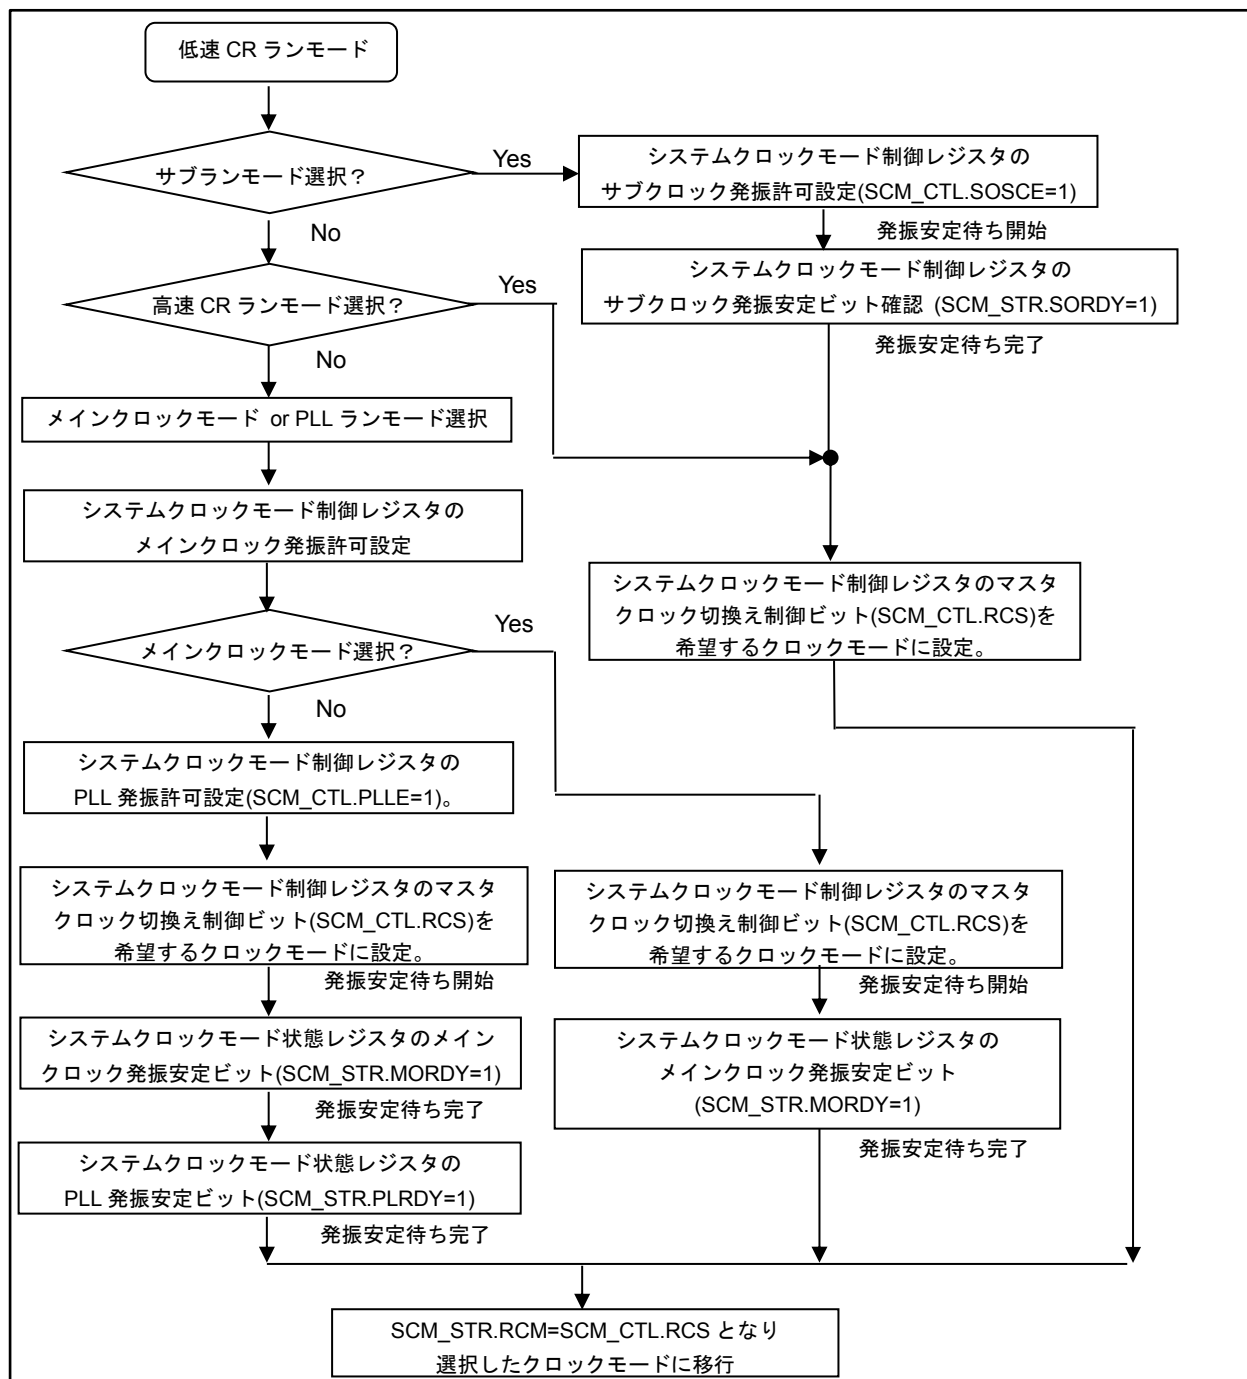 低速 CR ランモード
サブランモード選択？
Yes
システムクロックモード制御レジスタの
サブクロック発振許可設定(SCM_CTL.SOSCE=1)
No
発振安定待ち開始
高速 CR ランモード選択？
Yes
システムクロックモード制御レジスタの
サブクロック発振安定ビット確認 (SCM_STR.SORDY=1)
No
発振安定待ち完了
メインクロックモード or PLL ランモード選択
システムクロックモード制御レジスタの
メインクロック発振許可設定
システムクロックモード制御レジスタのマスタ
クロック切換え制御ビット(SCM_CTL.RCS)を
希望するクロックモードに設定。
メインクロックモード選択？
Yes
No
システムクロックモード制御レジスタの
PLL 発振許可設定(SCM_CTL.PLLE=1)。
システムクロックモード制御レジスタのマスタ
クロック切換え制御ビット(SCM_CTL.RCS)を
希望するクロックモードに設定。
発振安定待ち開始
システムクロックモード制御レジスタのマスタ
クロック切換え制御ビット(SCM_CTL.RCS)を
希望するクロックモードに設定。
発振安定待ち開始
システムクロックモード状態レジスタのメイン
クロック発振安定ビット(SCM_STR.MORDY=1)
発振安定待ち完了
システムクロックモード状態レジスタの
メインクロック発振安定ビット
(SCM_STR.MORDY=1)
発振安定待ち完了
システムクロックモード状態レジスタの
PLL 発振安定ビット(SCM_STR.PLRDY=1)
発振安定待ち完了
SCM_STR.RCM=SCM_CTL.RCS となり
選択したクロックモードに移行